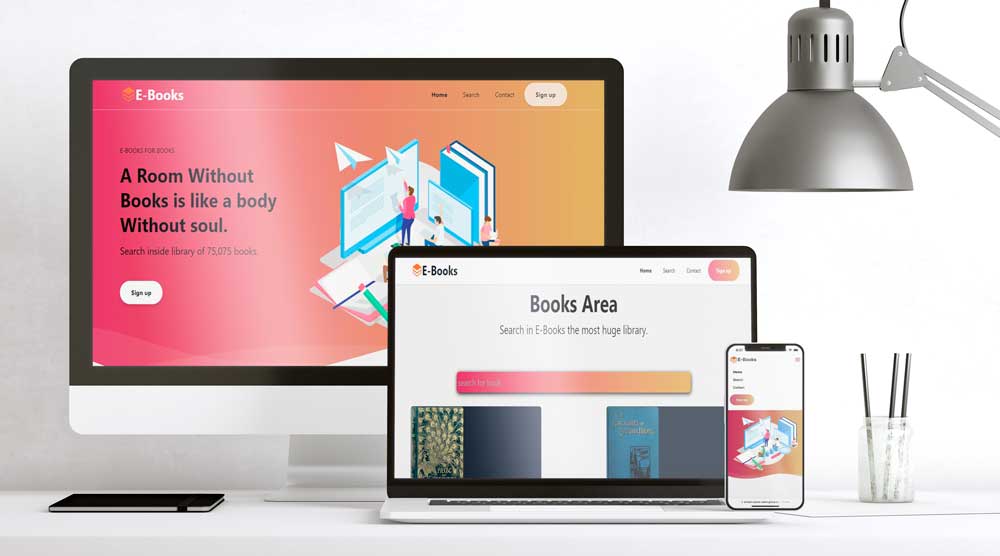 E-Books
Home
Search
Contact
Sign up
E-BOOKS FOR BOOKS
A Room Without
Books is like a body
Without soul.
Search inside library of 75,075 books.
Sign up
E-Books
Home
Search
Contact
Sign up
Books Area
Search in E-Books the most huge library.
search for book
E-Books
Home
Search
Contact
Sign up